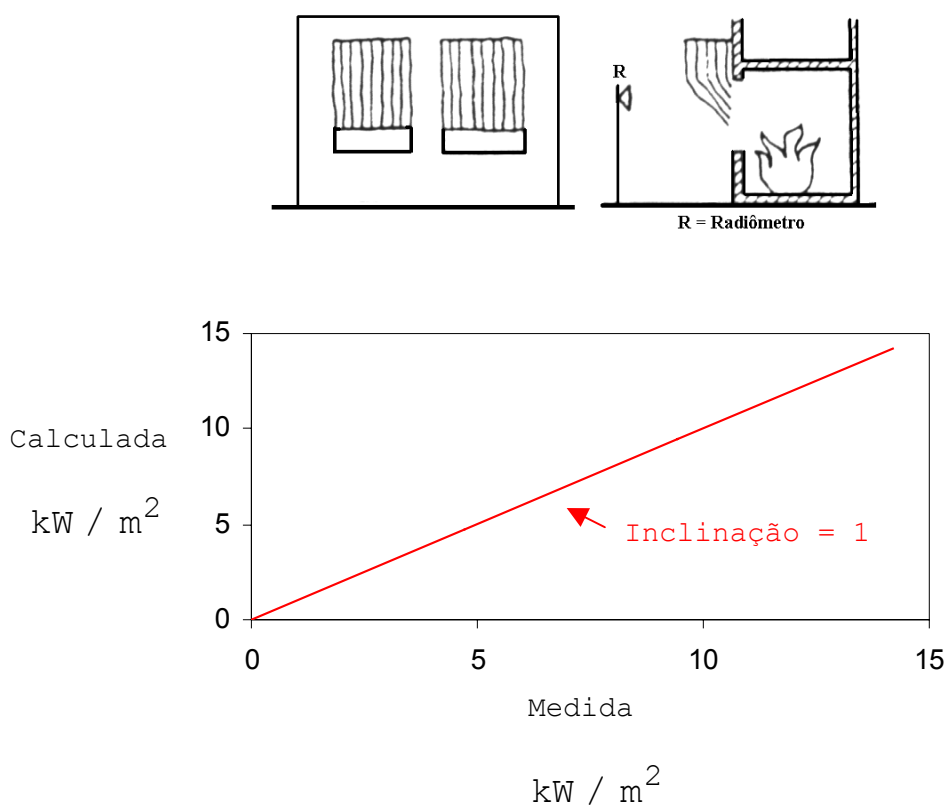 R
R = Radiômetro
15
10
5
0
Calculada
kW / m²
Inclinação = 1
0 5 10 15
Medida
kW / m²